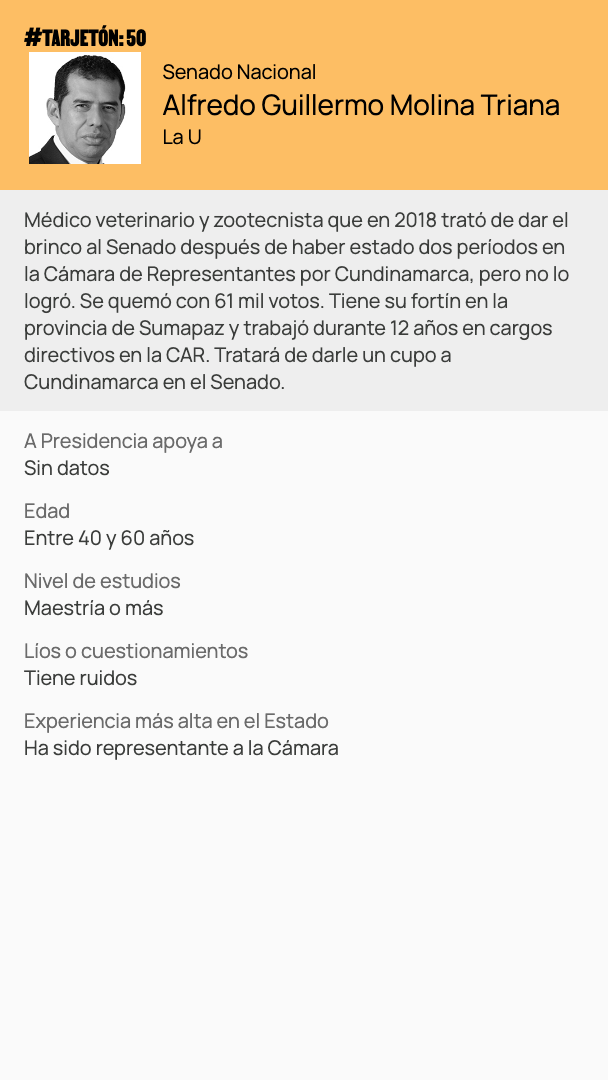 #TARJETÓN: 50
Senado Nacional
Alfredo Guillermo Molina Triana
La U
Médico veterinario y zootecnista que en 2018 trató de dar el
brinco al Senado después de haber estado dos períodos en
la Cámara de Representantes por Cundinamarca, pero no lo
logró. Se quemó con 61 mil votos. Tiene su fortín en la
provincia de Sumapaz y trabajó durante 12 años en cargos
directivos en la CAR. Tratará de darle un cupo a
Cundinamarca en el Senado.
A Presidencia apoya a
Sin datos
Edad
Entre 40 y 60 años
Nivel de estudios
Maestría o más
Líos o cuestionamientos
Tiene ruidos
Experiencia más alta en el Estado
Ha sido representante a la Cámara